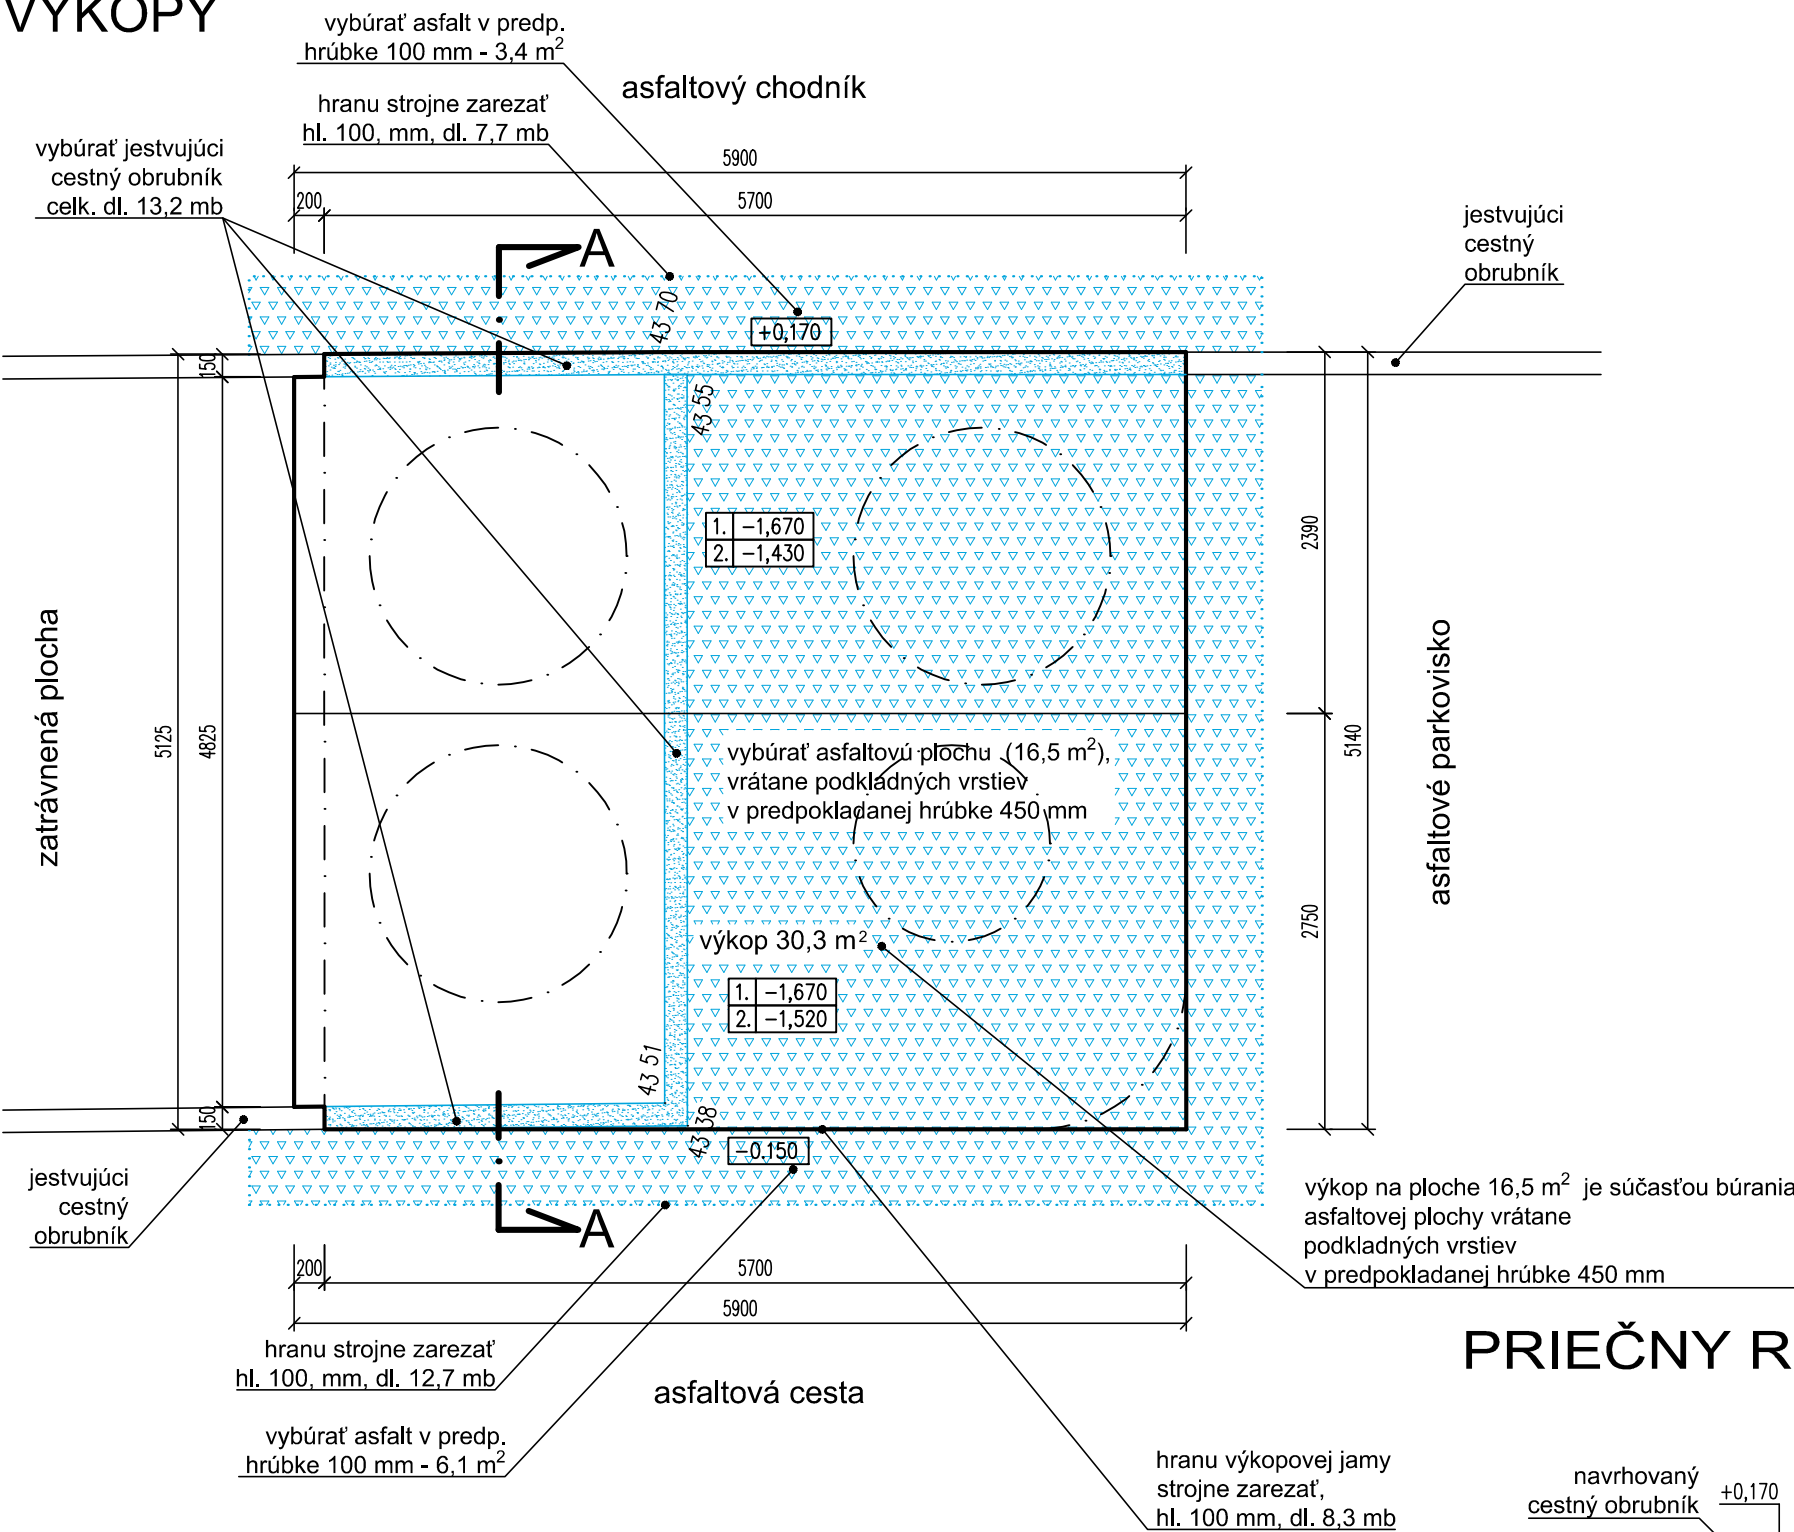 VÝKOPY
vybúrať asfalt v predp.
hrúbke 100 mm - 3,4 m²
asfaltový chodník
hranu strojne zarezať
hl. 100, mm, dl. 7,7 mb
vybúrať jestvujúci
cestný obrubník
celk. dl. 13,2 mb
5900
200
5700
jestvujúci
cestný
obrubník
A
43 70
+0,170
150
43 55
1. −1,670
2. −1,430
2390
zatrávnená plocha
5125
4825
5140
asfaltové parkovisko
vybúrať asfaltovú plochu (16,5 m²),
vrátane podkladných vrstiev
v predpokladanej hrúbke 450 mm
2750
výkop 30,3 m²
1. −1,670
2. −1,520
43 51
150
43 38
−0.150
jestvujúci
cestný
obrubník
A
výkop na ploche 16,5 m² je súčasťou búrania
asfaltovej plochy vrátane
podkladných vrstiev
v predpokladanej hrúbke 450 mm
200
5700
5900
PRIEČNY R
hranu strojne zarezať
hl. 100, mm, dl. 12,7 mb
asfaltová cesta
vybúrať asfalt v predp.
hrúbke 100 mm - 6,1 m²
hranu výkopovej jamy
strojne zarezať,
hl. 100 mm, dl. 8,3 mb
navrhovaný
cestný obrubník
+0,170